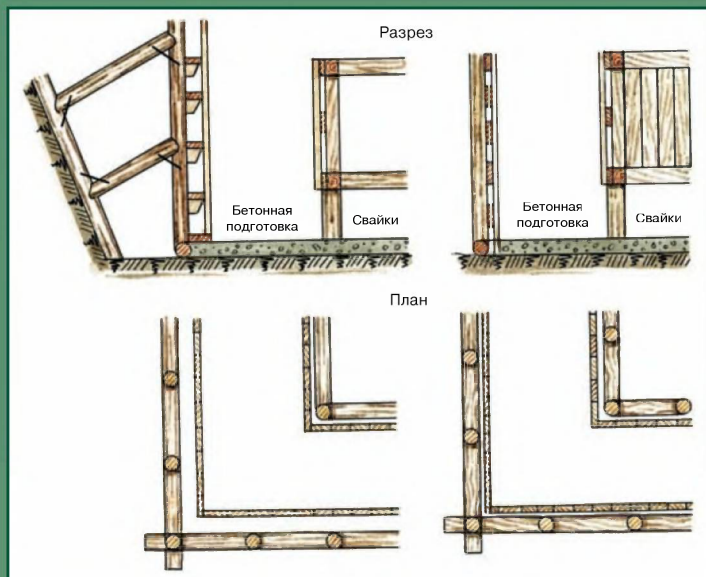 Разрез
Бетонная
подготовка
Свайки
Бетонная
подготовка
Свайки
План